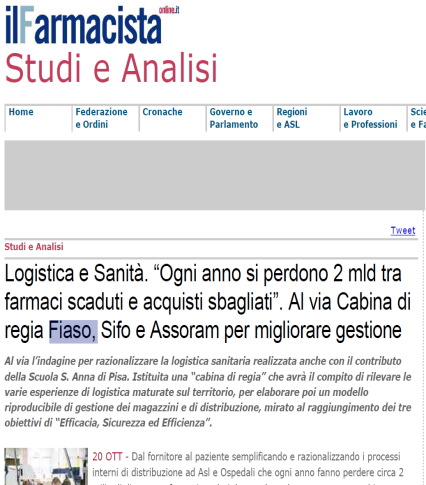 ilFarmacista online.it
Studi e Analisi
Home
Federazione
e Ordini
Cronache
Governo e
Parlamento
Regioni
e ASL
Lavoro
e Professioni
Tweet
Studi e Analisi
Logistica e Sanità. “Ogni anno si perdono 2 mld tra
farmaci scaduti e acquisti sbagliati”. Al via Cabina di
regia Fiaso, Sifo e Assoram per migliorare gestione
Al via l’indagine per razionalizzare la logistica sanitaria realizzata anche con il contributo
della Scuola S. Anna di Pisa. Istituita una “cabina di regia” che avrà il compito di rilevare le
varie esperienze di logistica maturate sul territorio, per elaborare poi un modello
riproducibile di gestione dei magazzini e di distribuzione, mirato al raggiungimento dei tre
obiettivi di “Efficacia, Sicurezza ed Efficienza”.
20 OTT - Dal fornitore al paziente semplificando e razionalizzando i processi
interni di distribuzione ad Asl e Ospedali che ogni anno fanno perdere circa 2